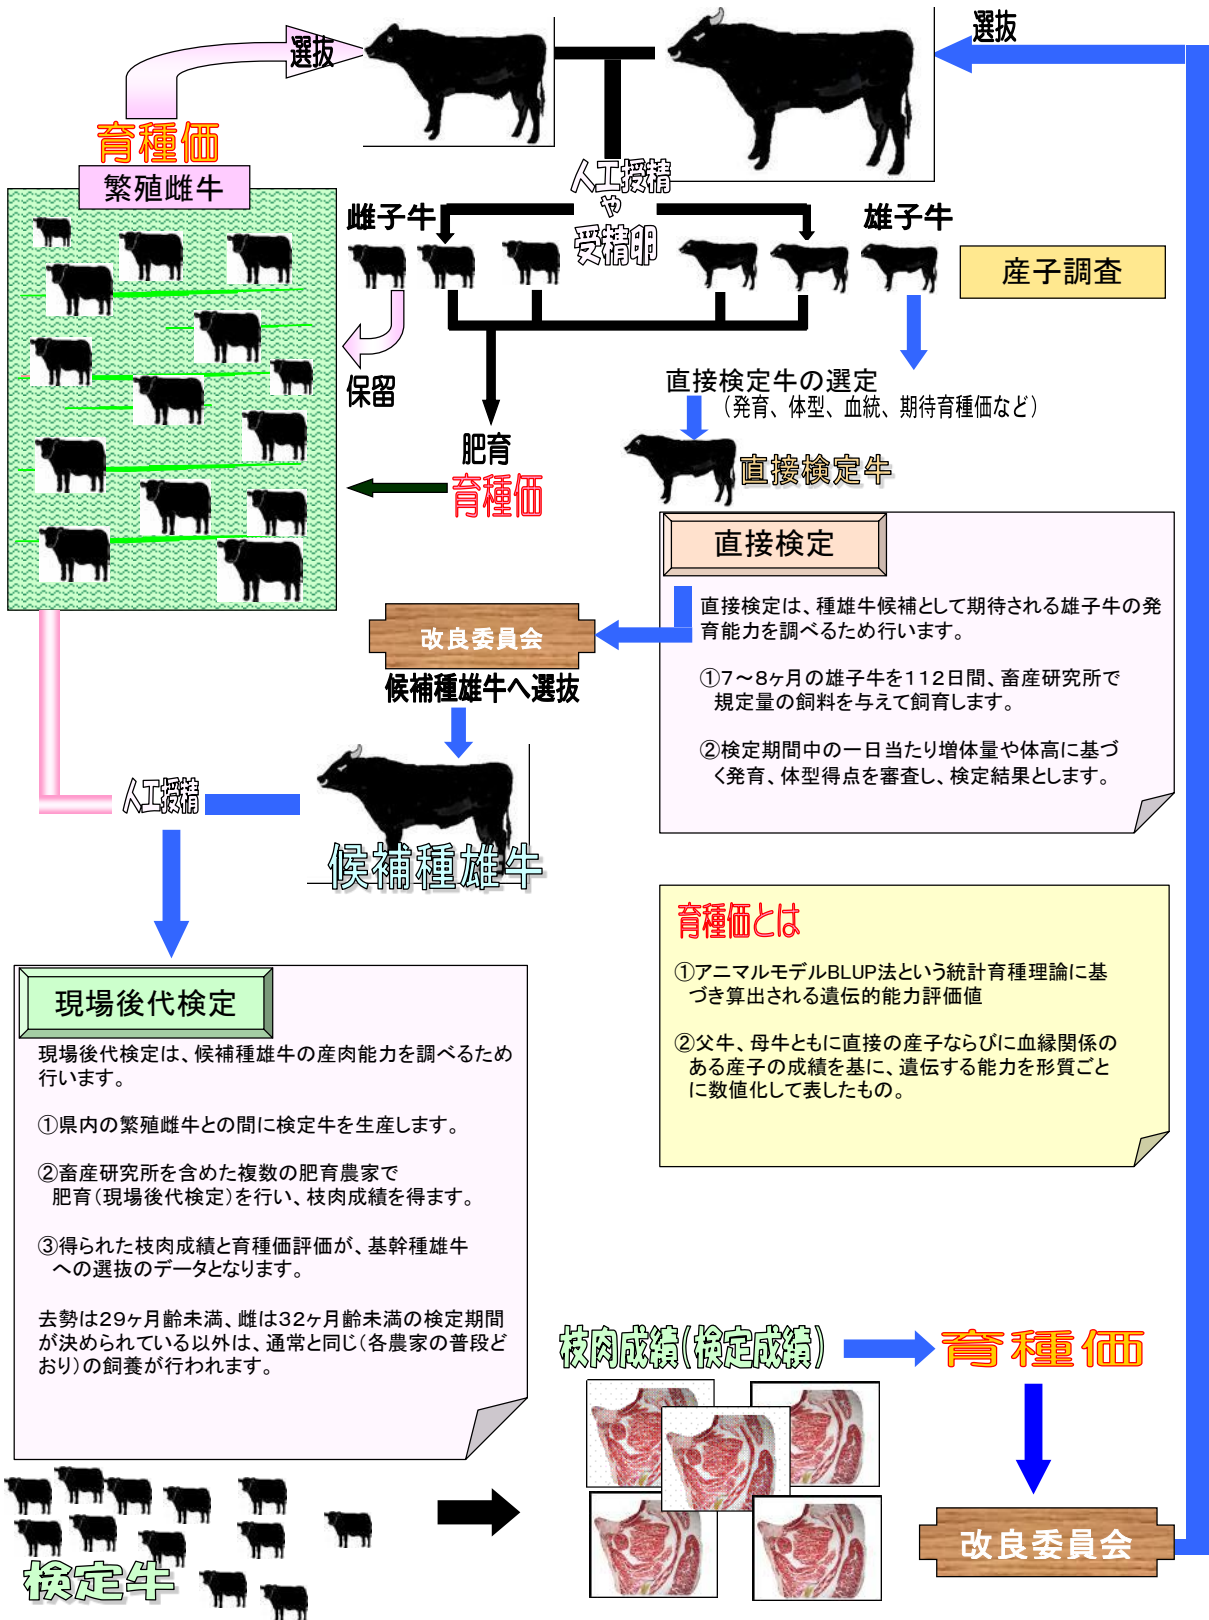 選抜
選抜
育種価
繁殖雌牛
人工授精
や
受精卵
雌子牛
雄子牛
産子調査
保留
直接検定牛の選定
（発育、体型、血統、期待育種価など）
肥育
育種価
直接検定牛
直接検定
直接検定は、種雄牛候補として期待される雄子牛の発
育能力を調べるため行います。
①7～8ヶ月の雄子牛を112日間、畜産研究所で
規定量の飼料を与えて飼育します。
②検定期間中の一日当たり増体量や体高に基づ
く発育、体型得点を審査し、検定結果とします。
改良委員会
候補種雄牛へ選抜
人工授精
候補種雄牛
育種価とは
①アニマルモデルBLUP法という統計育種理論に基
づき算出される遺伝的能力評価値
②父牛、母牛ともに直接の産子ならびに血縁関係の
ある産子の成績を基に、遺伝する能力を形質ごと
に数値化して表したもの。
現場後代検定
現場後代検定は、候補種雄牛の産肉能力を調べるため
行います。
①県内の繁殖雌牛との間に検定牛を生産します。
②畜産研究所を含めた複数の肥育農家で
肥育（現場後代検定）を行い、枝肉成績を得ます。
③得られた枝肉成績と育種価評価が、基幹種雄牛
への選抜のデータとなります。
去勢は29ヶ月齢未満、雌は32ヶ月齢未満の検定期間
が決められている以外は、通常と同じ（各農家の普段ど
おり）の飼養が行われます。
枝肉成績（検定成績）
育種価
検定牛
改良委員会